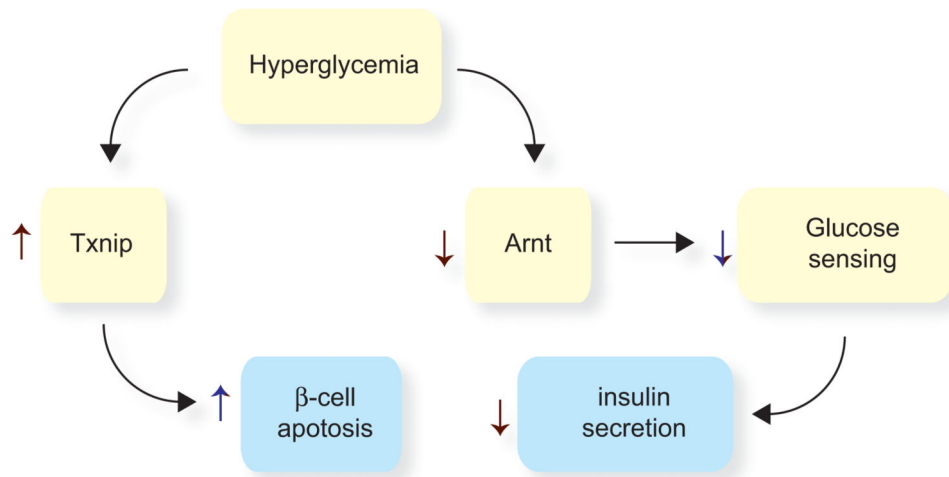 Hyperglycemia
Txnip
Arnt
Glucose
sensing
β-cell
apotosis
insulin
secretion